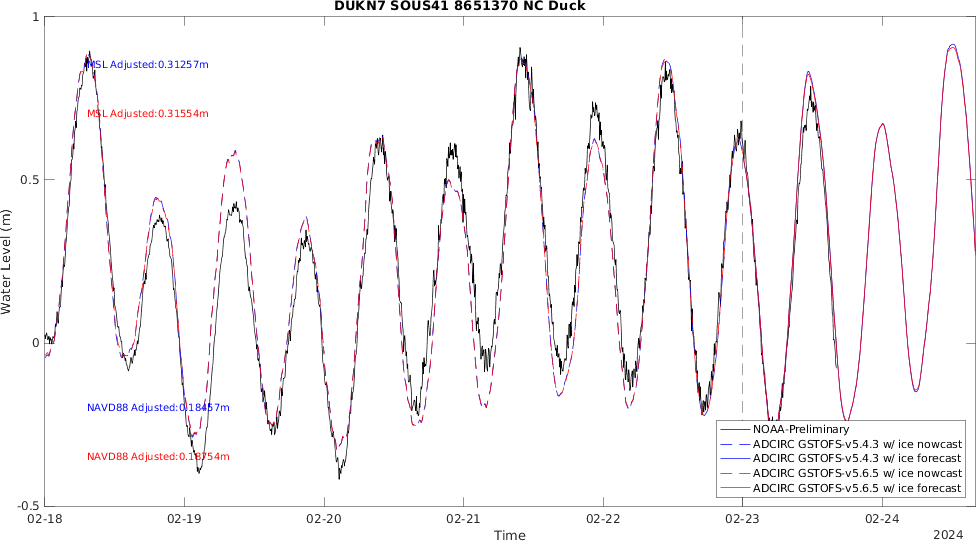 DUKN7 SOUS41 8651370 NC Duck
1
MSL Adjusted:0.31257m
MSL Adjusted:0.31554m
0.5
Water Level (m)
0
NAVD88 Adjusted:0.18457m
NAVD88 Adjusted:0.18754m
NOAA-Preliminary
ADCIRC GSTOFS-v5.4.3 w/ ice nowcast
ADCIRC GSTOFS-v5.4.3 w/ ice forecast
ADCIRC GSTOFS-v5.6.5 w/ ice nowcast
ADCIRC GSTOFS-v5.6.5 w/ ice forecast
-0.5
02-18 02-19 02-20 02-21 02-22 02-23 02-24
Time
2024